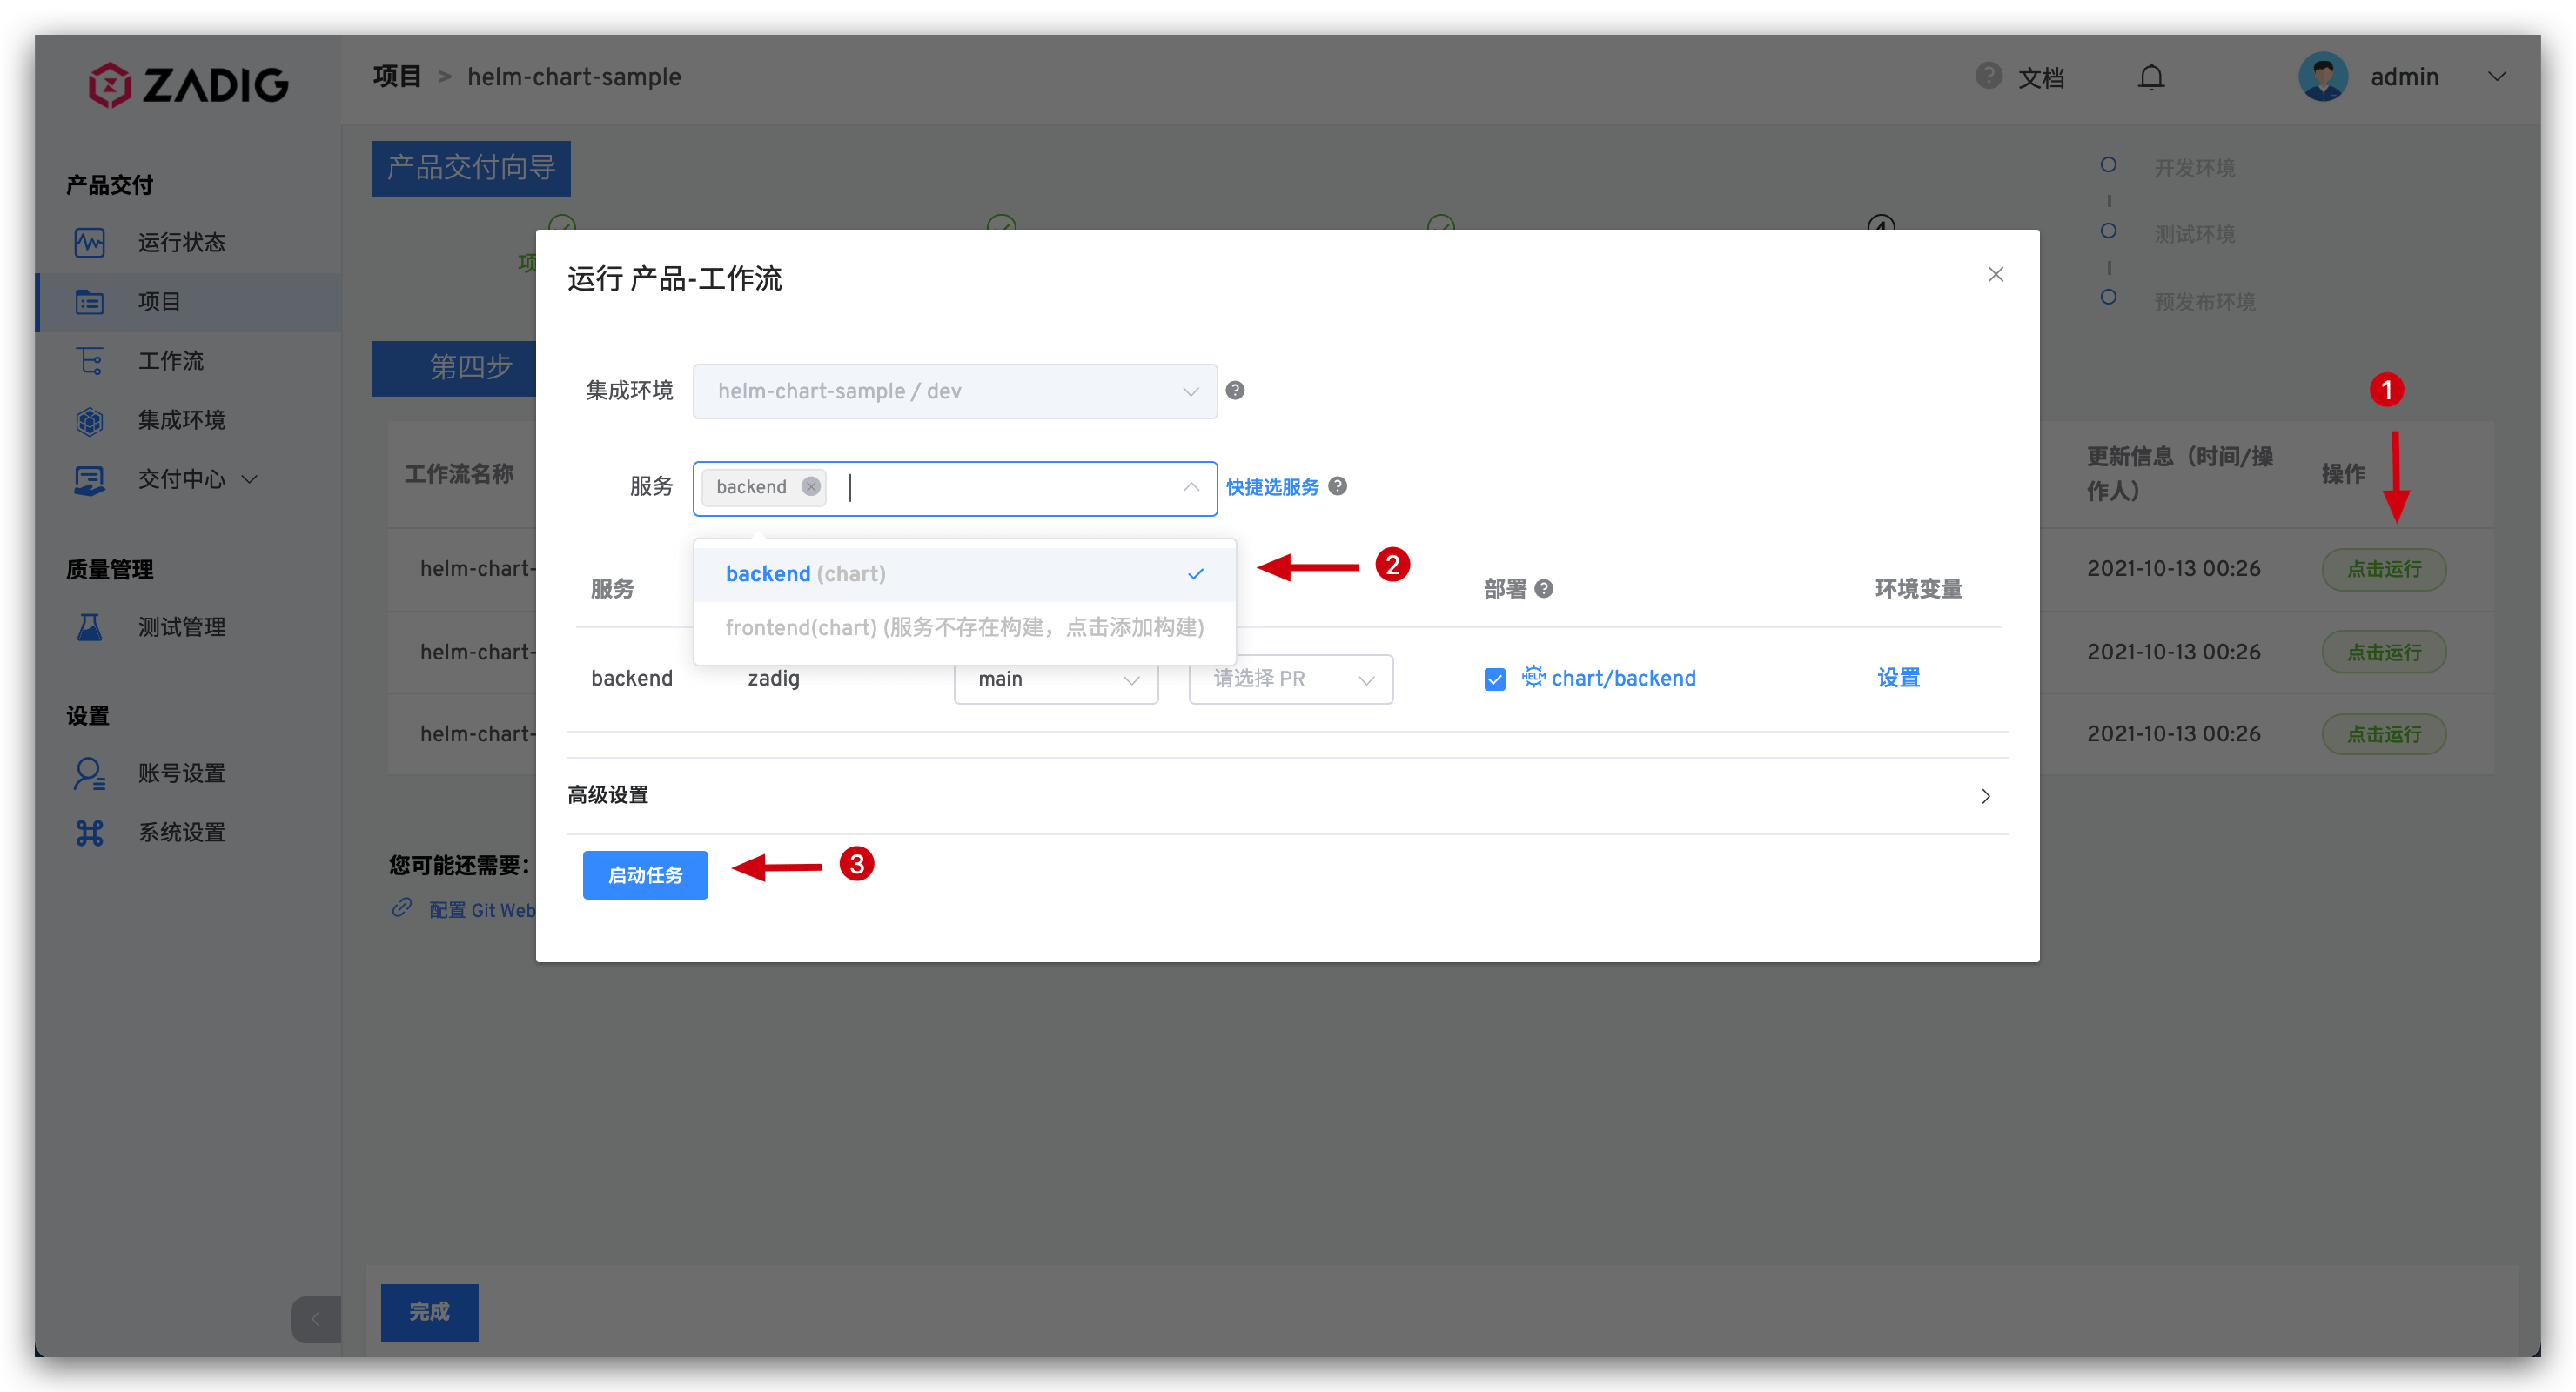 ZADIG
项目 > helm-chart-sample
文档
admin
产品交付
运行状态
项目
工作流
集成环境
交付中心
质量管理
测试管理
设置
账号设置
系统设置
产品交付向导
开发环境
测试环境
预发布环境
4
项
第四步
工作流名称
更新信息（时间/操作人）
操作
helm-chart-
2021-10-13 00:26
点击运行
helm-chart-
2021-10-13 00:26
点击运行
helm-chart-
2021-10-13 00:26
点击运行
您可能还需要：
配置 Git Web
完成
1
运行 产品-工作流
集成环境
helm-chart-sample / dev
服务
backend
快捷选服务
backend (chart)
2
frontend(chart) (服务不存在构建，点击添加构建)
服务
部署
环境变量
backend
zadig
main
请选择 PR
HELM
chart/backend
设置
高级设置
启动任务
3